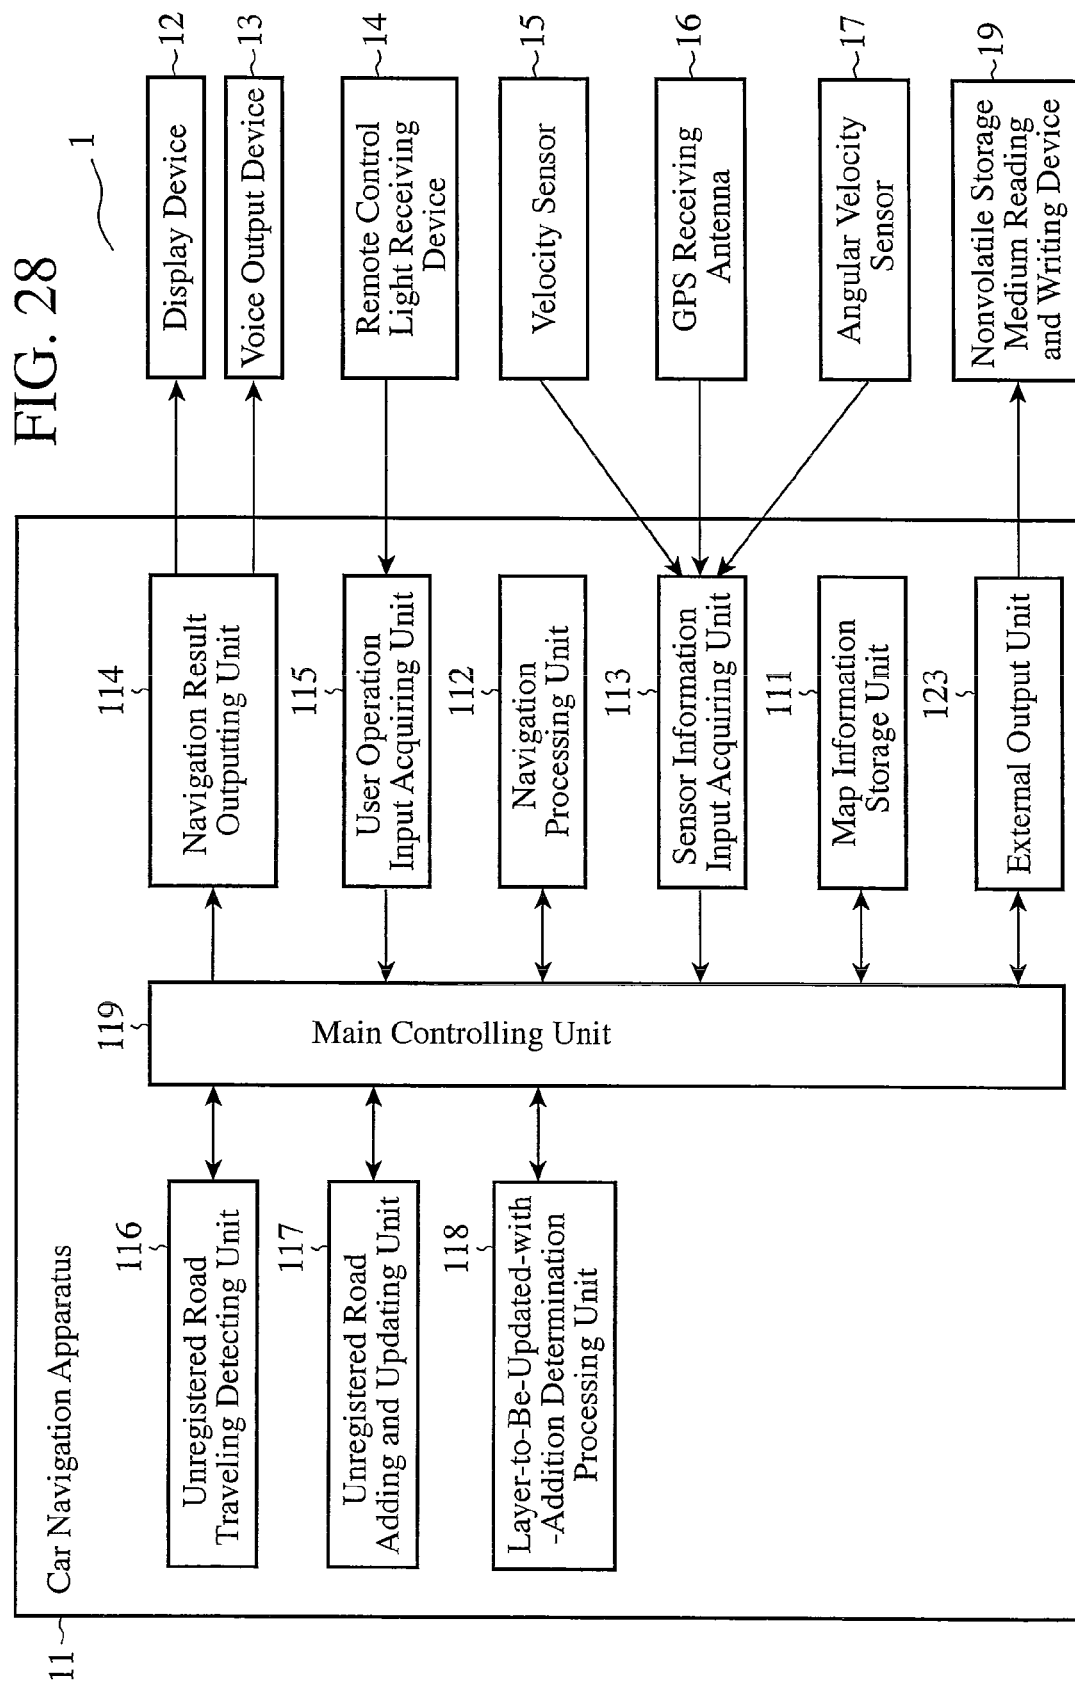 FIG. 28
1
11
Car Navigation Apparatus
116
Unregistered Road
Traveling Detecting Unit
117
Unregistered Road
Adding and Updating Unit
118
Layer-to-Be-Updated-with
-Addition Determination
Processing Unit
119
Main Controlling Unit
114
Navigation Result
Outputting Unit
115
User Operation
Input Acquiring Unit
112
Navigation
Processing Unit
113
Sensor Information
Input Acquiring Unit
111
Map Information
Storage Unit
123
External Output Unit
Display Device
12
Voice Output Device
13
Remote Control
Light Receiving
Device
14
Velocity Sensor
15
GPS Receiving
Antenna
16
Angular Velocity
Sensor
17
Nonvolatile Storage
Medium Reading
and Writing Device
19